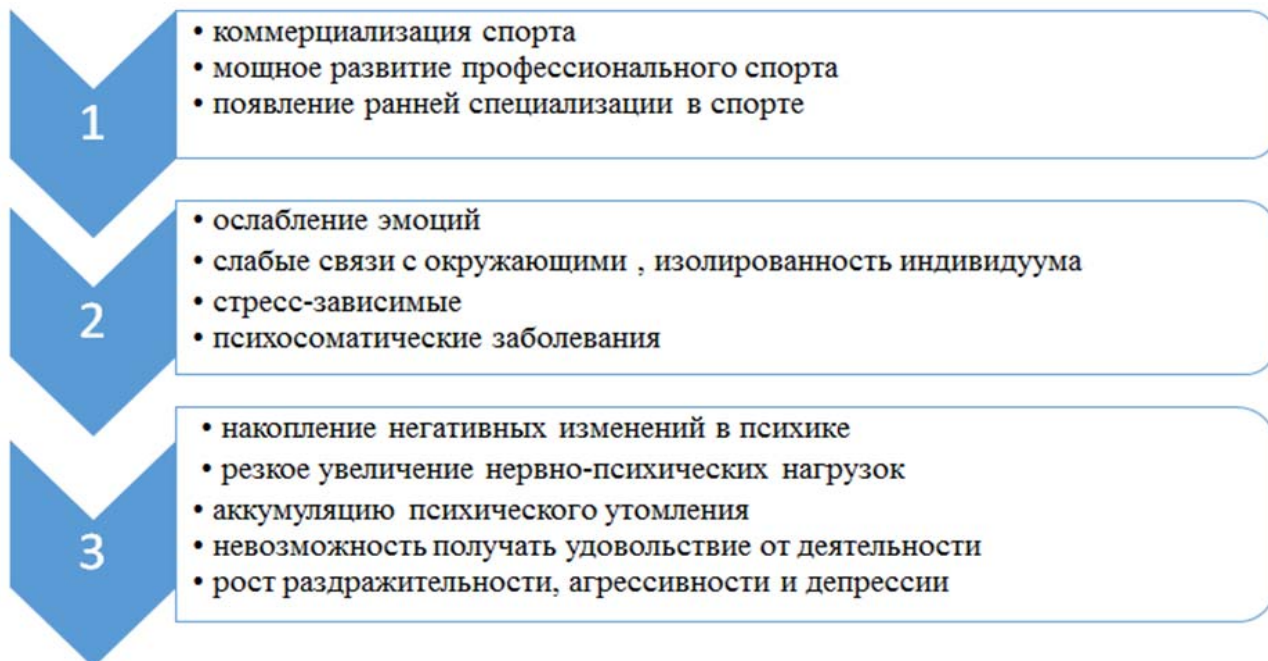 1
• коммерциализация спорта
• мощное развитие профессионального спорта
• появление ранней специализации в спорте
2
• ослабление эмоций
• слабые связи с окружающими , изолированность индивидуума
• стресс-зависимые
• психосоматические заболевания
3
• накопление негативных изменений в психике
• резкое увеличение нервно-психических нагрузок
• аккумуляцию психического утомления
• невозможность получать удовольствие от деятельности
• рост раздражительности, агрессивности и депрессии